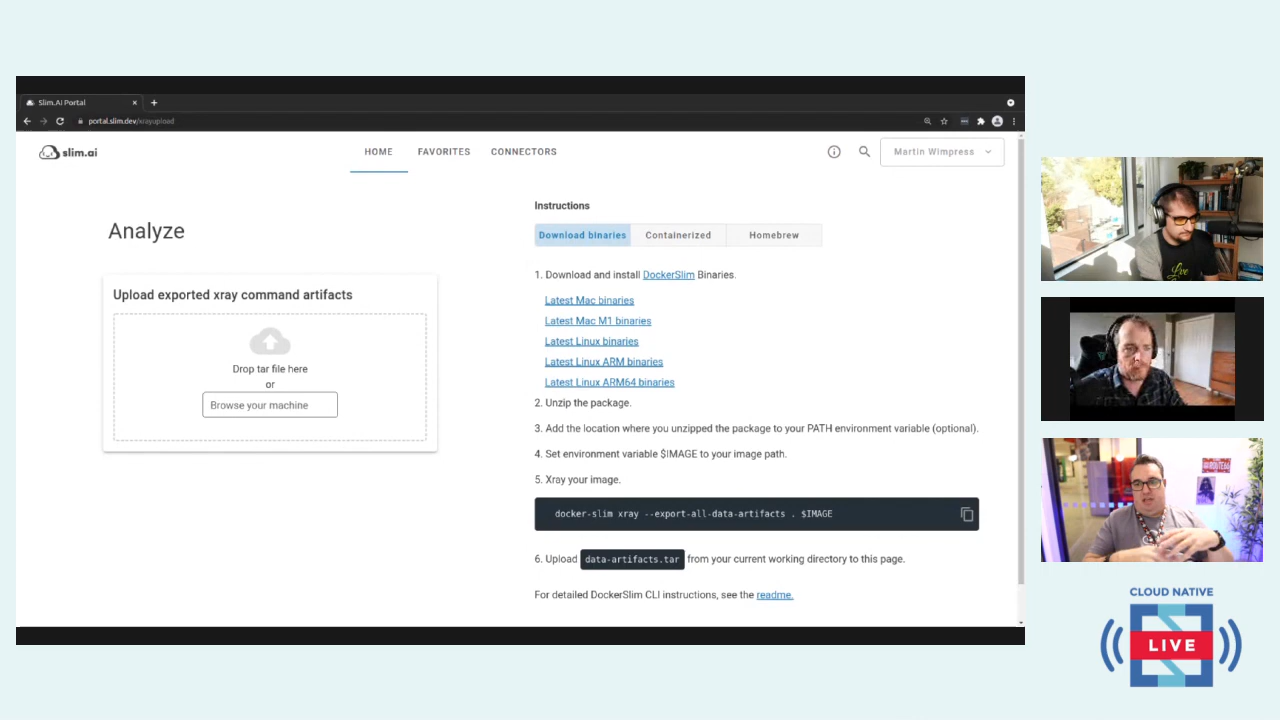 Slim.AI Portal
portal.slim.dev/xrayupload
slim.ai
HOME
FAVORITES
CONNECTORS
Martin Wimpress
Analyze
Upload exported xray command artifacts
Drop tar file here
or
Browse your machine
Instructions
Download binaries
Containerized
Homebrew
1. Download and install DockerSlim Binaries.
Latest Mac binaries
Latest Mac M1 binaries
Latest Linux binaries
Latest Linux ARM binaries
Latest Linux ARM64 binaries
2. Unzip the package.
3. Add the location where you unzipped the package to your PATH environment variable (optional).
4. Set environment variable $IMAGE to your image path.
5. Xray your image.
docker-slim xray --export-all-data-artifacts . $IMAGE
6. Upload data-artifacts.tar from your current working directory to this page.
For detailed DockerSlim CLI instructions, see the readme.
CLOUD NATIVE
LIVE